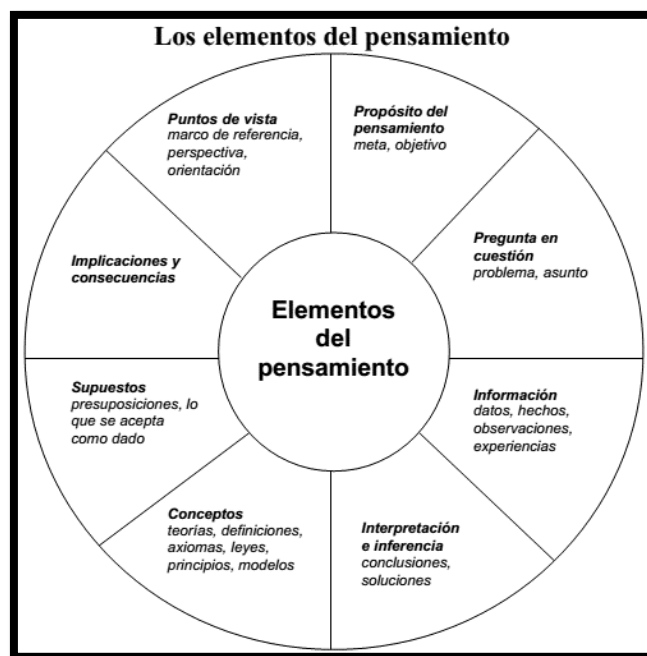 Los elementos del pensamiento
Puntos de vista
marco de referencia,
perspectiva,
orientación
Propósito del
pensamiento
meta, objetivo
Pregunta en
cuestión
problema, asunto
Implicaciones y
consecuencias
Elementos
del
pensamiento
Supuestos
presuposiciones, lo
que se acepta
como dado
Información
datos, hechos,
observaciones,
experiencias
Conceptos
teorías, definiciones,
axiomas, leyes,
principios, modelos
Interpretación
e inferencia
conclusiones,
soluciones